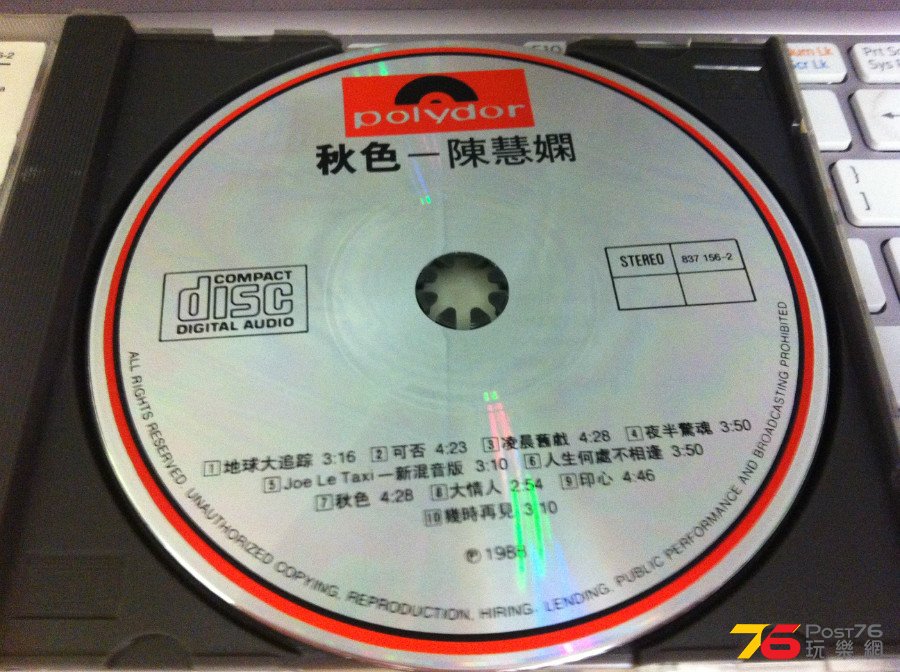 polydor
秋色－陳慧嫻
COMPACT
disc
DIGITAL AUDIO
STEREO 837 156-2
1 地球大追踪 3:16 2 可否 4:23 3 凌晨舊戲 4:28 4 夜半驚魂 3:50
5 Joe Le Taxi－新混音版 3:10 6 人生何處不相逢 3:50
7 秋色 4:28 8 大情人 2:54 9 印心 4:46
10 幾時再見 3:10
Ⓟ 1988
ALL RIGHTS RESERVED. UNAUTHORIZED COPYING, REPRODUCTION, HIRING, LENDING, PUBLIC PERFORMANCE AND BROADCASTING PROHIBITED
Prt Sc
Sys
}
]
76 Post76
玩樂網